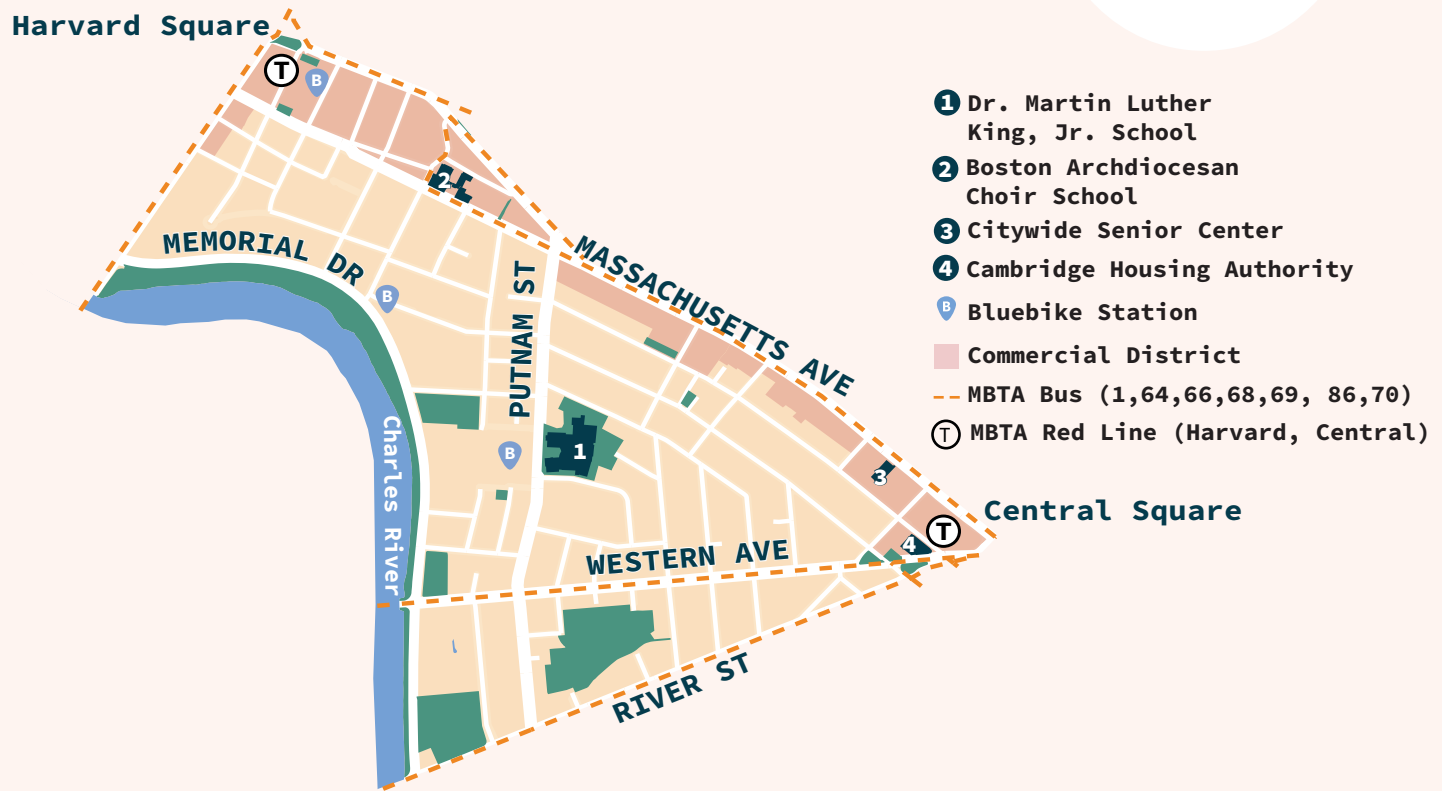 Harvard Square
T
B
2
MEMORIAL DR
B
PUTNAM ST
MASSACHUSETTS AVE
Charles River
B
1
3
Central Square
T
4
WESTERN AVE
RIVER ST
1 Dr. Martin Luther
King, Jr. School
2 Boston Archdiocesan
Choir School
3 Citywide Senior Center
4 Cambridge Housing Authority
B Bluebike Station
Commercial District
MBTA Bus (1,64,66,68,69, 86,70)
T MBTA Red Line (Harvard, Central)